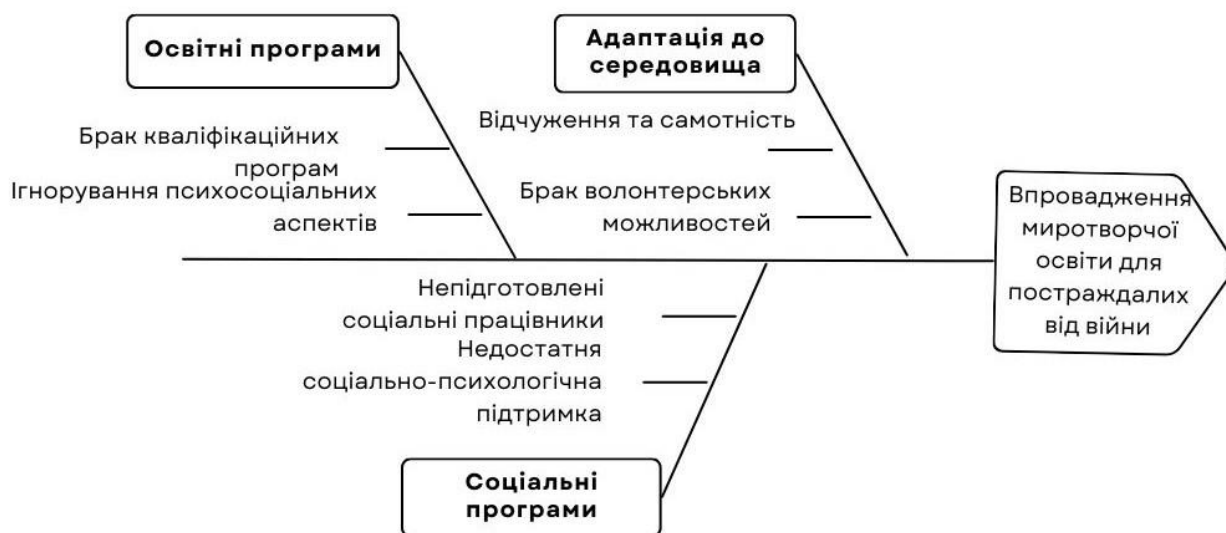 Освітні програми
Адаптація до
середовища
Брак кваліфікаційних
програм
Ігнорування психосоціальних
аспектів
Відчуження та самотність
Брак волонтерських
можливостей
Впровадження
миротворчої
освіти для
постраждалих
від війни
Непідготовлені
соціальні працівники
Недостатня
соціально-психологічна
підтримка
Соціальні
програми